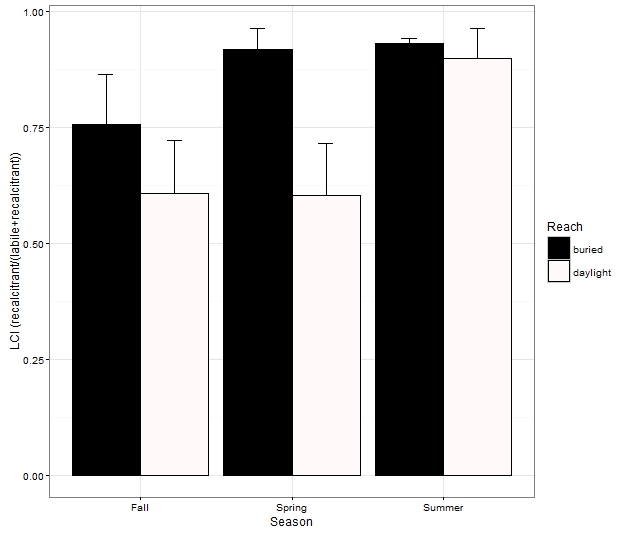 1.00
0.75
0.50
0.25
0.00
LCI (recalcitrant/(labile+recalcitrant))
Fall Spring Summer
Season
Reach
buried
daylight